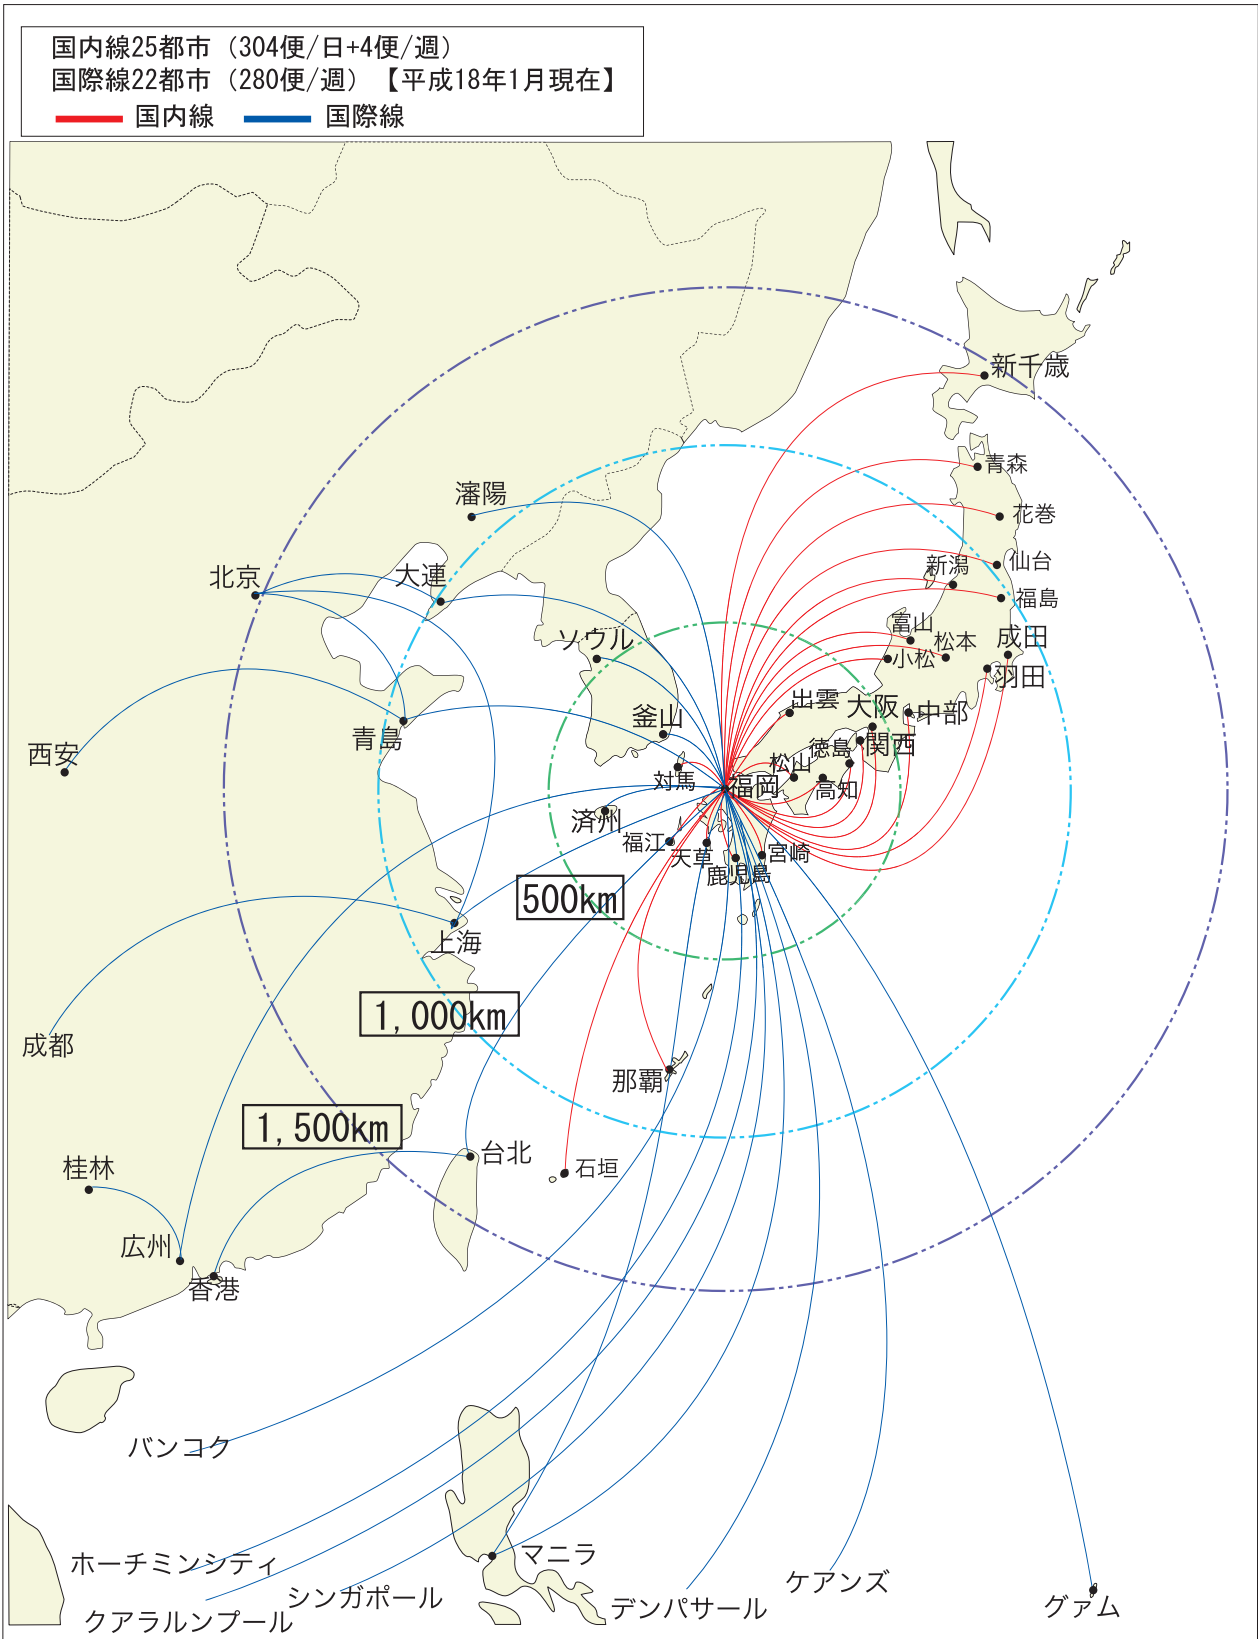 国内線25都市（304便/日+4便/週）
国際線22都市（280便/週）【平成18年1月現在】
国内線 国際線
新千歳
青森
瀋陽
花巻
仙台
新潟
北京
大連
福島
富山
松本
成田
ソウル
小松
羽田
出雲
大阪
釜山
中部
青島
関西
徳島
西安
松山
対馬
福岡
高知
済州
福江
天草
宮崎
鹿児島
500km
上海
1,000km
成都
那覇
1,500km
台北
石垣
桂林
広州
香港
バンコク
マニラ
ホーチミンシティ
ケアンズ
シンガポール
デンパサール
グァム
クアラルンプール